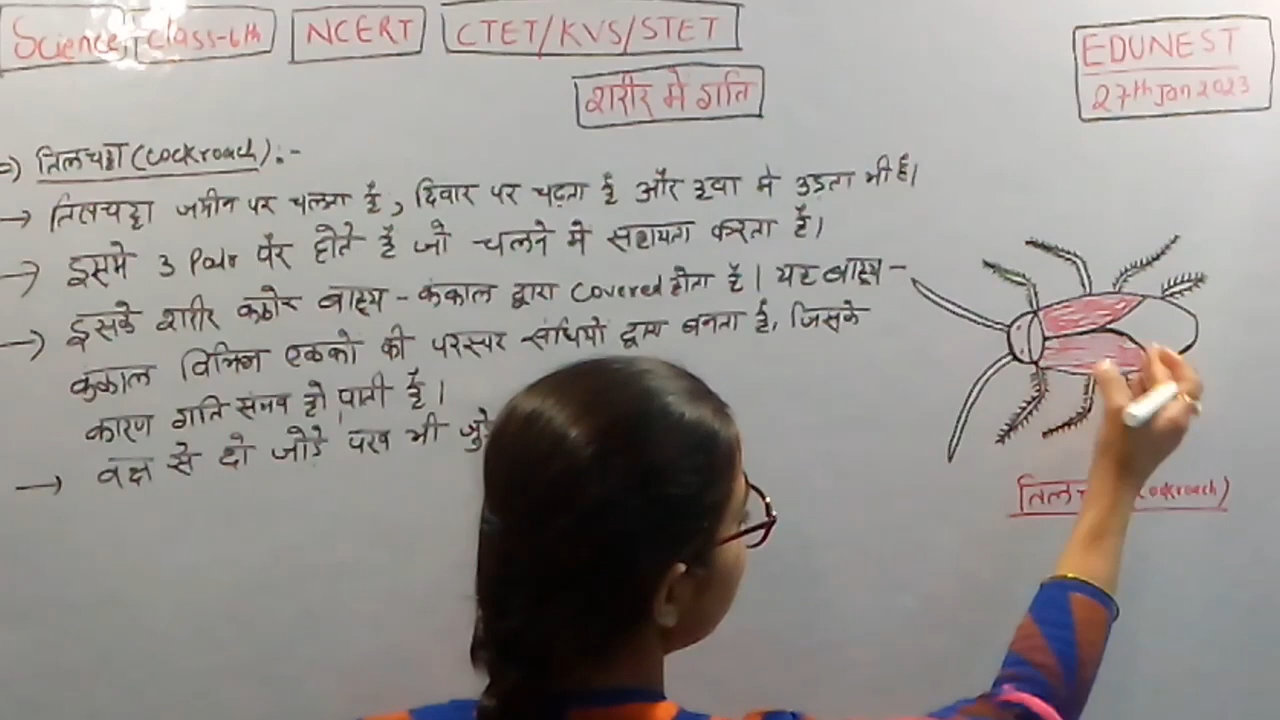 Science, class-6th
NCERT
CTET/KVS/STET
EDUNEST
27th Jan 2023
शरीर में गति
=> तिलचट्टा (cockroach):-
→ तिलचट्टा जमीन पर चलता है, दिवार पर चढ़ता है और हवा मे उड़ता भी है।
→ इसमे 3 Pair पैर होते है जो चलने मे सहायता करता है।
→ इसके शरीर कठोर बाह्य-कंकाल द्वारा covered होता है। यह बाह्य-
कंकाल विभिन्न एककों की परस्पर संधियों द्वारा बनता है, जिसके
कारण गति संभव हो पाती है।
→ वक्ष से दो जोड़े पंख भी
cockroach)